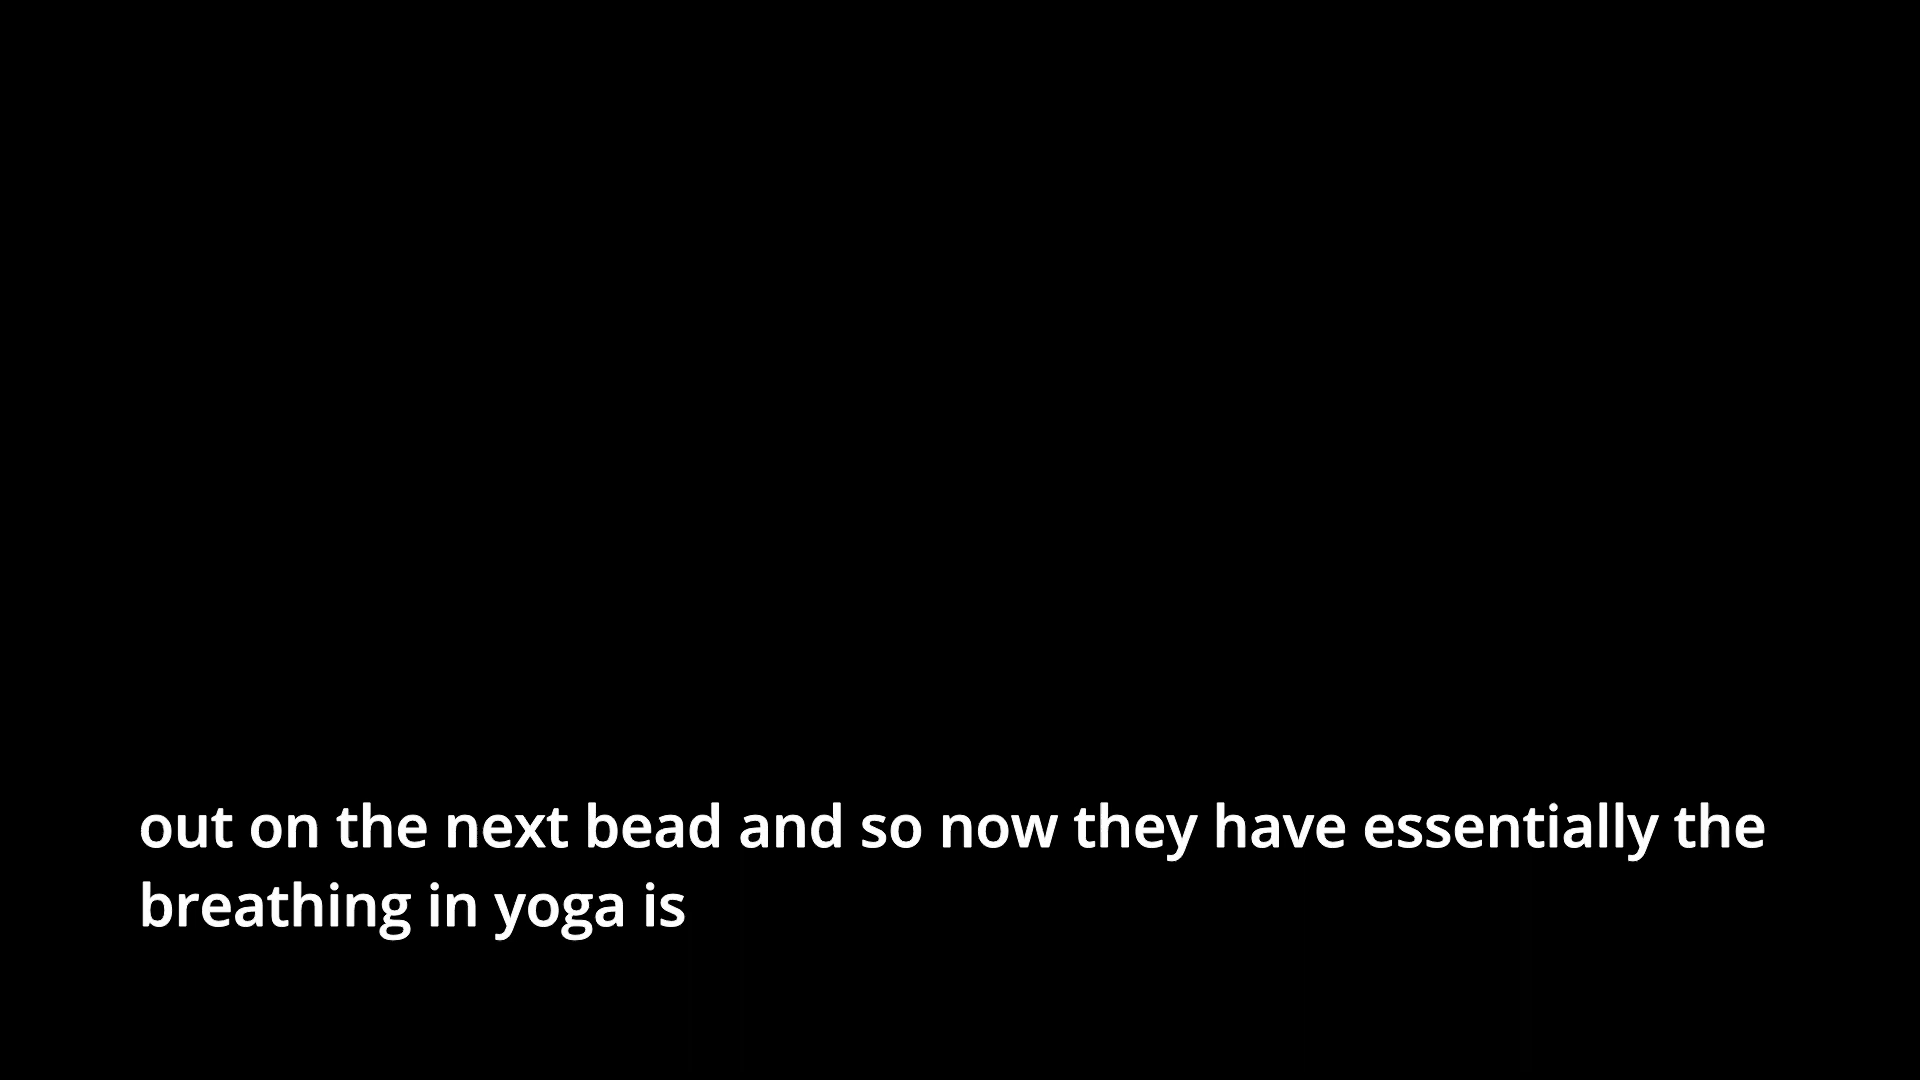 out on the next bead and so now they have essentially the
breathing in yoga is